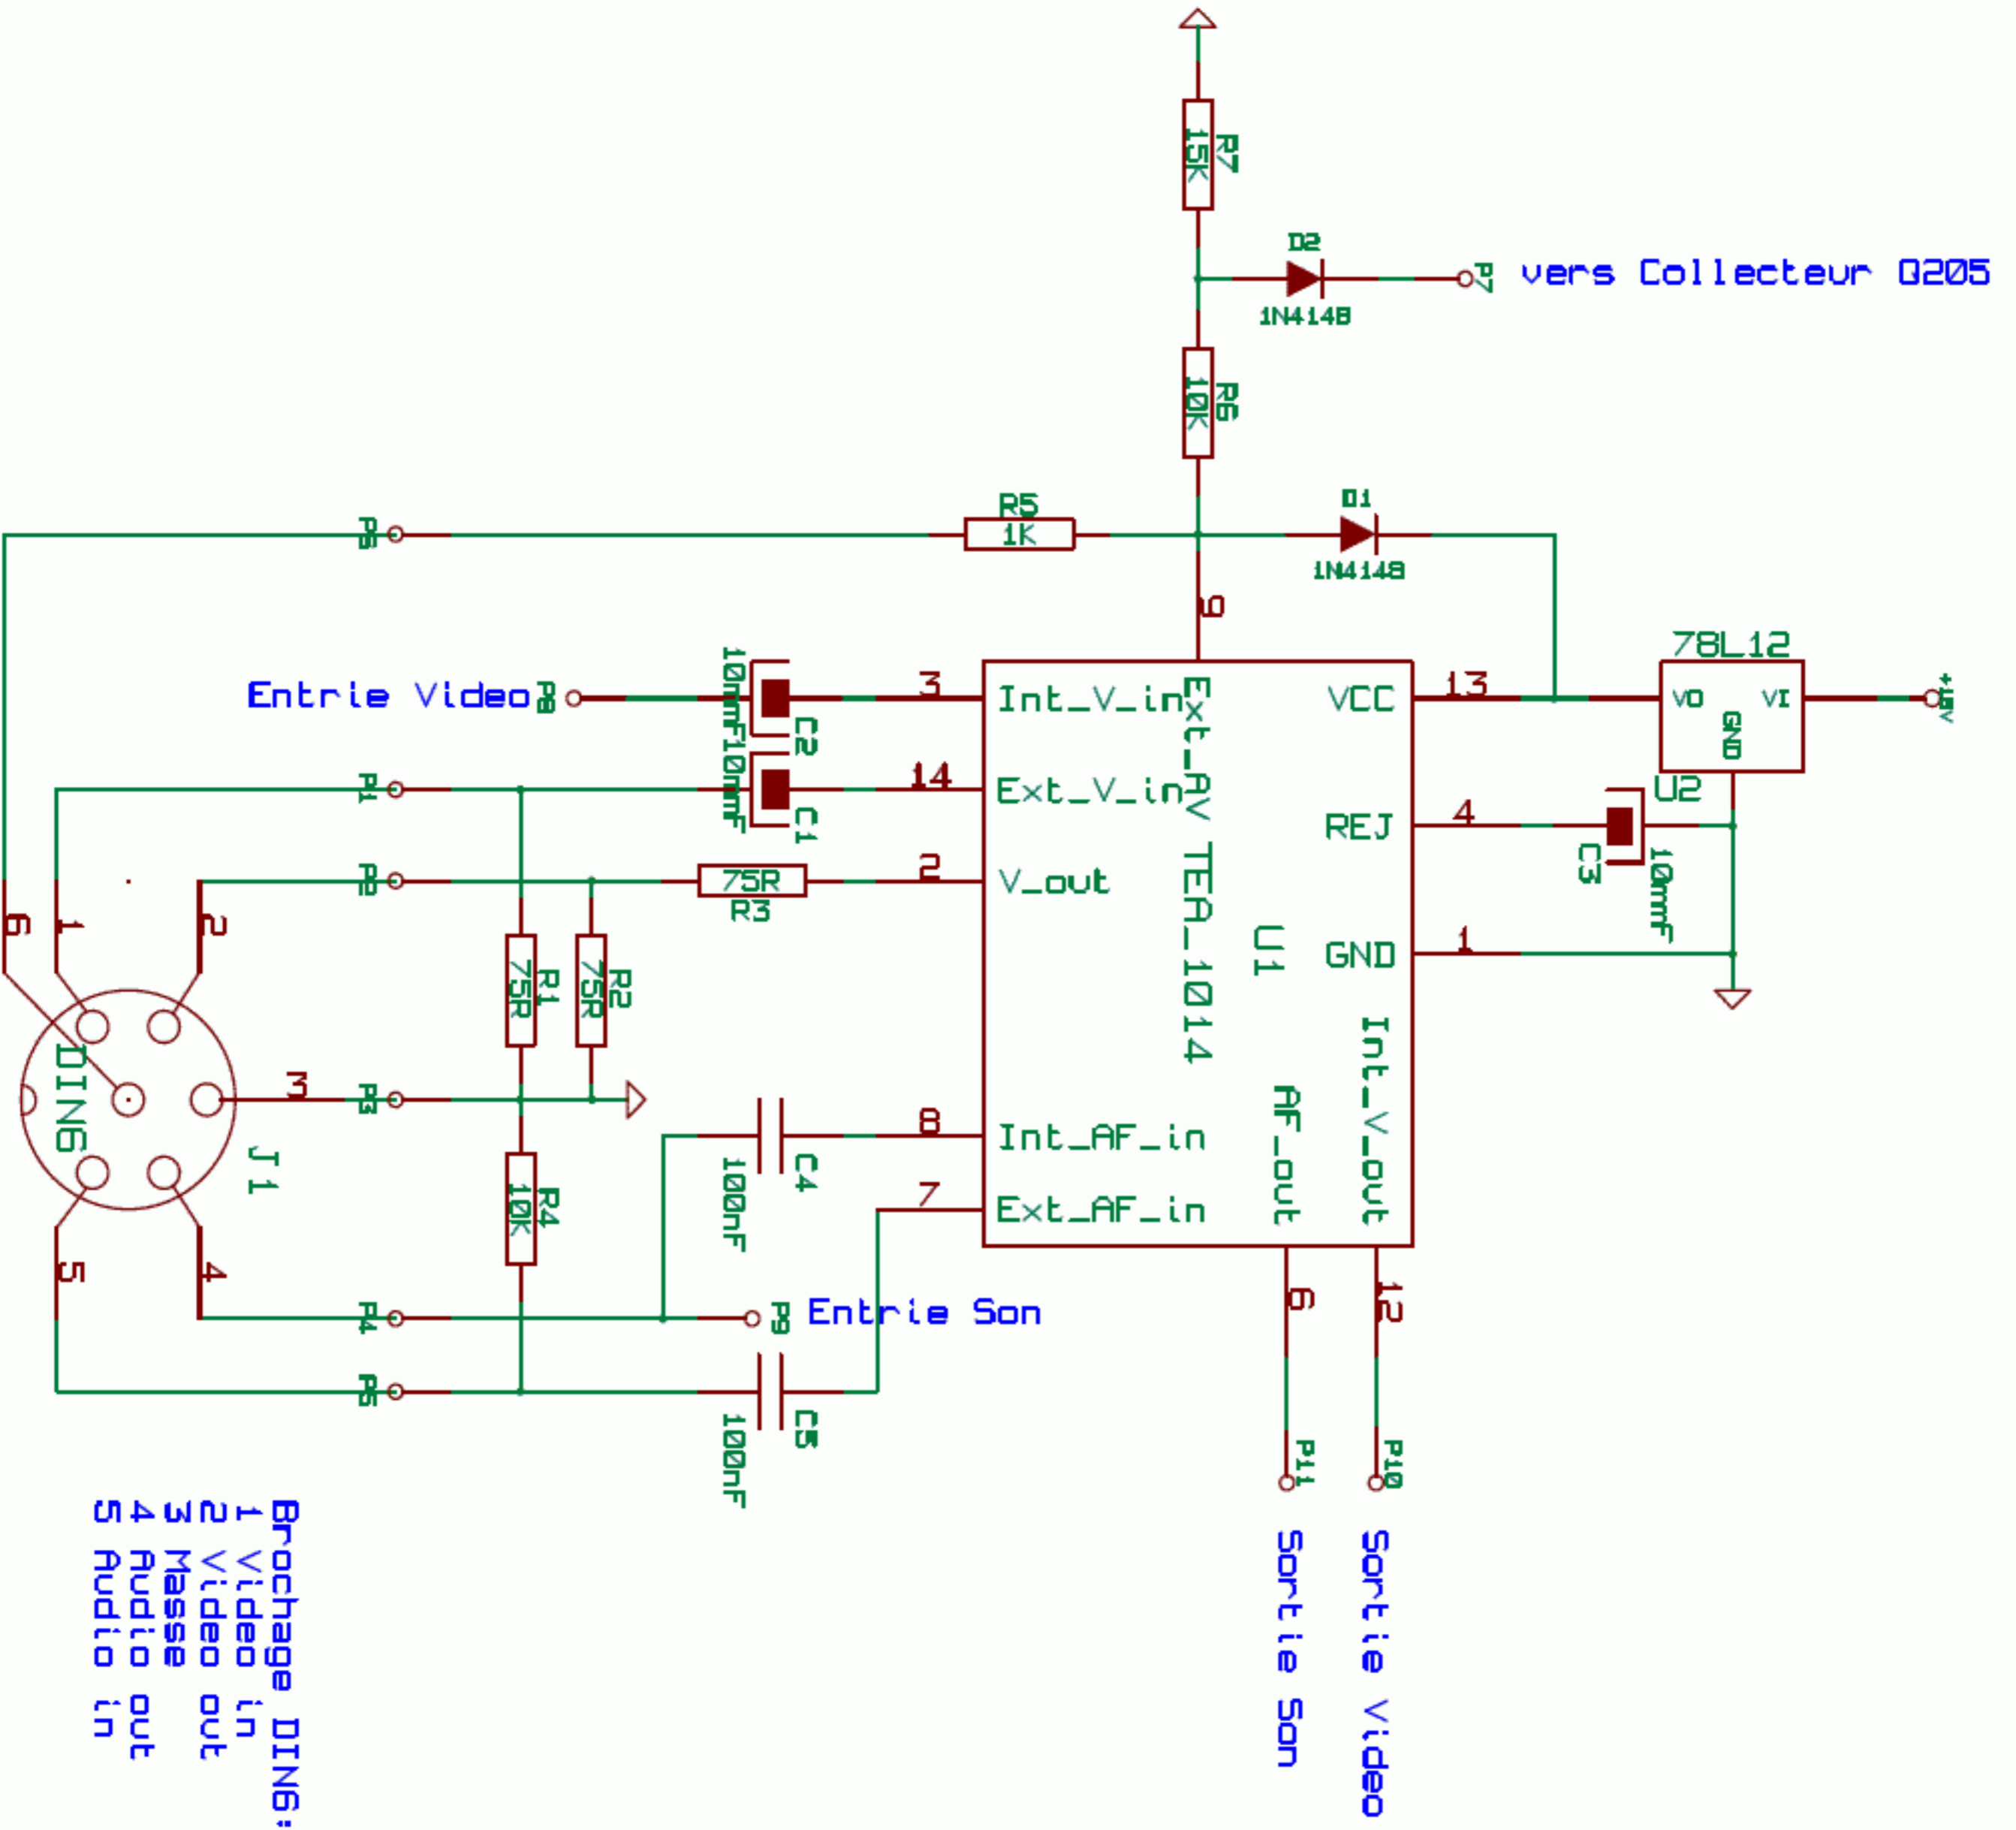 R7
15K
D2
1N4148
P7
vers Collecteur Q205
R6
10K
R5
1K
D1
1N4148
P6
9
78L12
VO
VI
GND
U2
Entrie Video
P8
C2
3
Int_V_in
Ext_AV
VCC
13
P1
C1
14
Ext_V_in
REJ
4
C3
10mmF
P2
75R
R3
2
V_out
TEA_1014
U1
GND
1
6
1
2
R1
75R
R2
75R
DIN6
J1
3
P3
R4
10K
C4
100nF
8
Int_AF_in
7
Ext_AF_in
AF_out
Int_V_out
5
4
P4
P9
Entrie Son
P5
C5
100nF
6
12
P11
P10
Sortie Son
Sortie Video
Brochage DIN6:
1 Video in
2 Video out
3 Masse
4 Audio out
5 Audio in